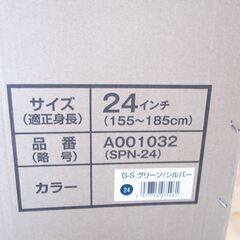 サイズ 24インチ
(適正身長) (155～185cm)
品番 A001032
(略号) (SPN-24)
カラー G-S グリーン/シルバー
24